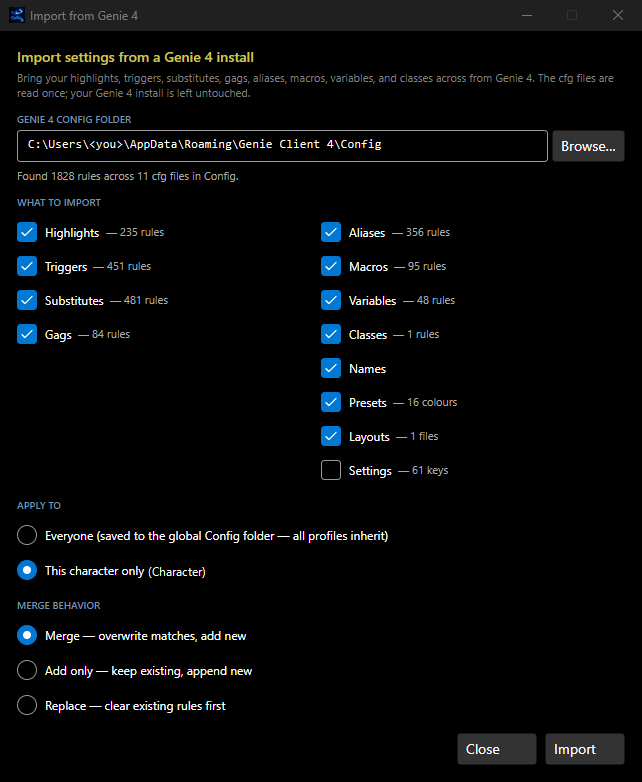 Import from Genie 4
Import settings from a Genie 4 install
Bring your highlights, triggers, substitutes, gags, aliases, macros, variables, and classes across from Genie 4. The cfg files are
read once; your Genie 4 install is left untouched.
GENIE 4 CONFIG FOLDER
C:\Users\<you>\AppData\Roaming\Genie Client 4\Config
Browse...
Found 1828 rules across 11 cfg files in Config.
WHAT TO IMPORT
Highlights — 235 rules
Triggers — 451 rules
Substitutes — 481 rules
Gags — 84 rules
Aliases — 356 rules
Macros — 95 rules
Variables — 48 rules
Classes — 1 rules
Names
Presets — 16 colours
Layouts — 1 files
Settings — 61 keys
APPLY TO
Everyone (saved to the global Config folder — all profiles inherit)
This character only (Character)
MERGE BEHAVIOR
Merge — overwrite matches, add new
Add only — keep existing, append new
Replace — clear existing rules first
Close
Import